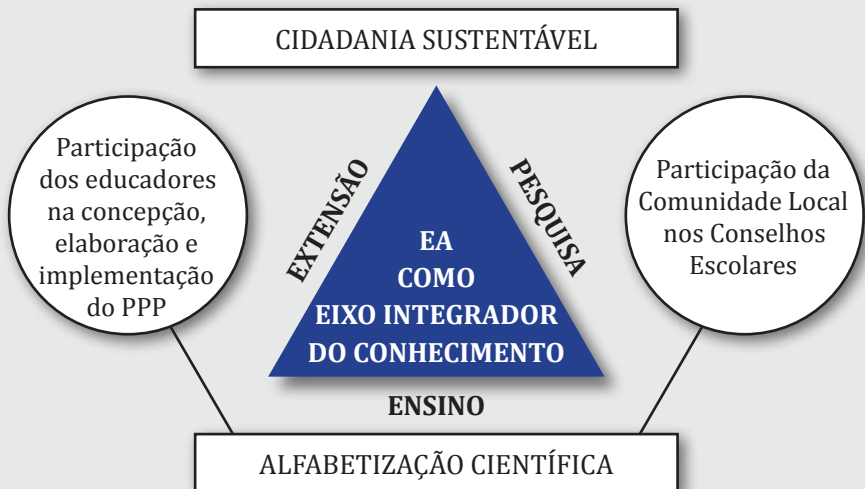 CIDADANIA SUSTENTÁVEL
Participação
dos educadores
na concepção,
elaboração e
implementação
do PPP
EXTENSÃO
PESQUISA
EA
COMO
EIXO INTEGRADOR
DO CONHECIMENTO
Participação da
Comunidade Local
nos Conselhos
Escolares
ENSINO
ALFABETIZAÇÃO CIENTÍFICA